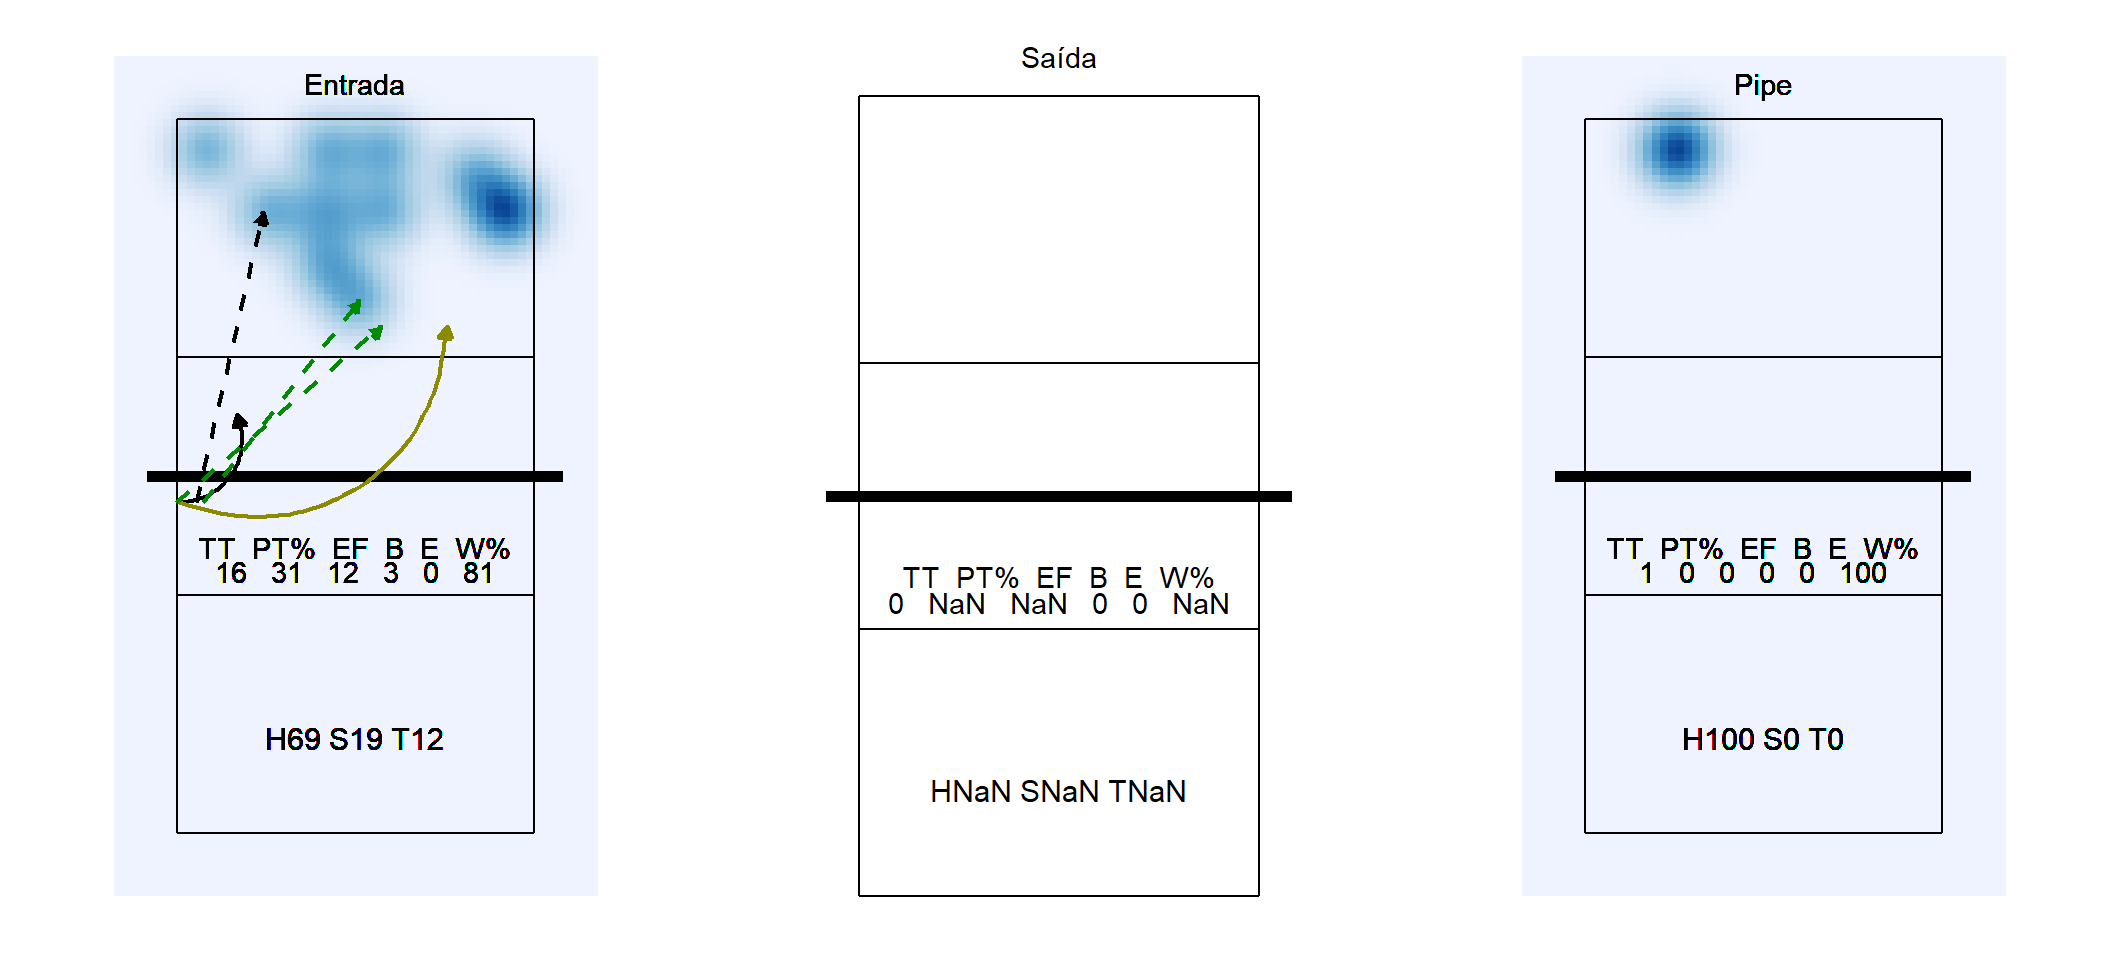 Entrada
TT PT% EF B E W%
16 31 12 3 0 81
H69 S19 T12
Saída
TT PT% EF B E W%
0 NaN NaN 0 0 NaN
HNaN SNaN TNaN
Pipe
TT PT% EF B E W%
1 0 0 0 0 100
H100 S0 T0